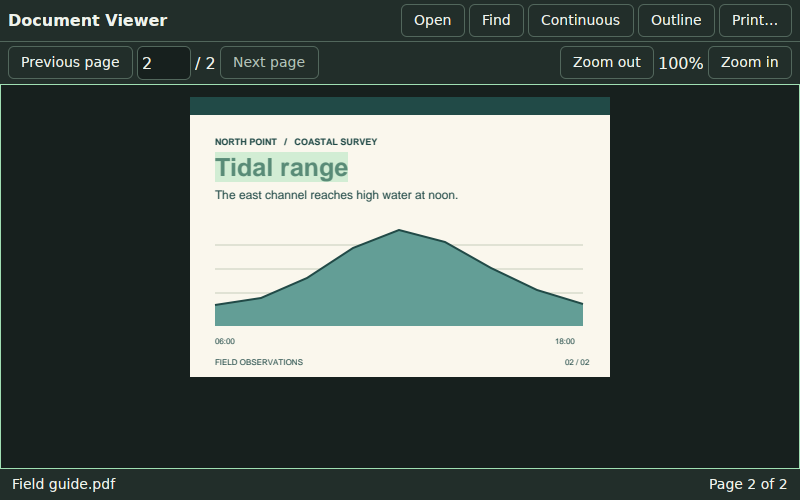 Document Viewer Open Find Continuous Outline Print...
Previous page 2 / 2 Next page Zoom out 100% Zoom in
NORTH POINT / COASTAL SURVEY
Tidal range
The east channel reaches high water at noon.
06:00 18:00
FIELD OBSERVATIONS 02 / 02
Field guide.pdf Page 2 of 2